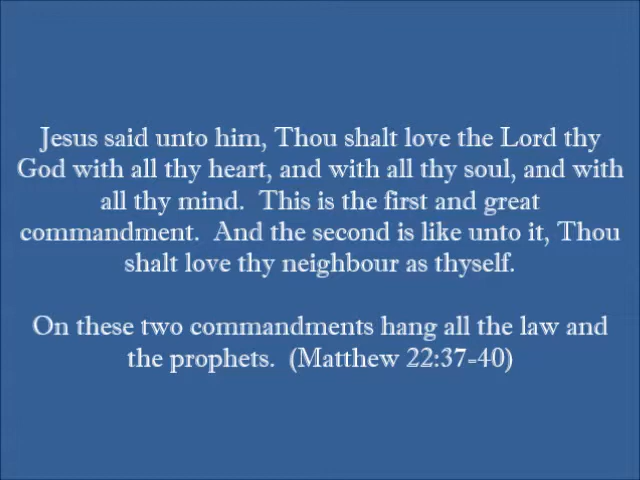 Jesus said unto him, Thou shalt love the Lord thy
God with all thy heart, and with all thy soul, and with
all thy mind.  This is the first and great
commandment.  And the second is like unto it, Thou
shalt love thy neighbour as thyself.
On these two commandments hang all the law and
the prophets.  (Matthew 22:37-40)